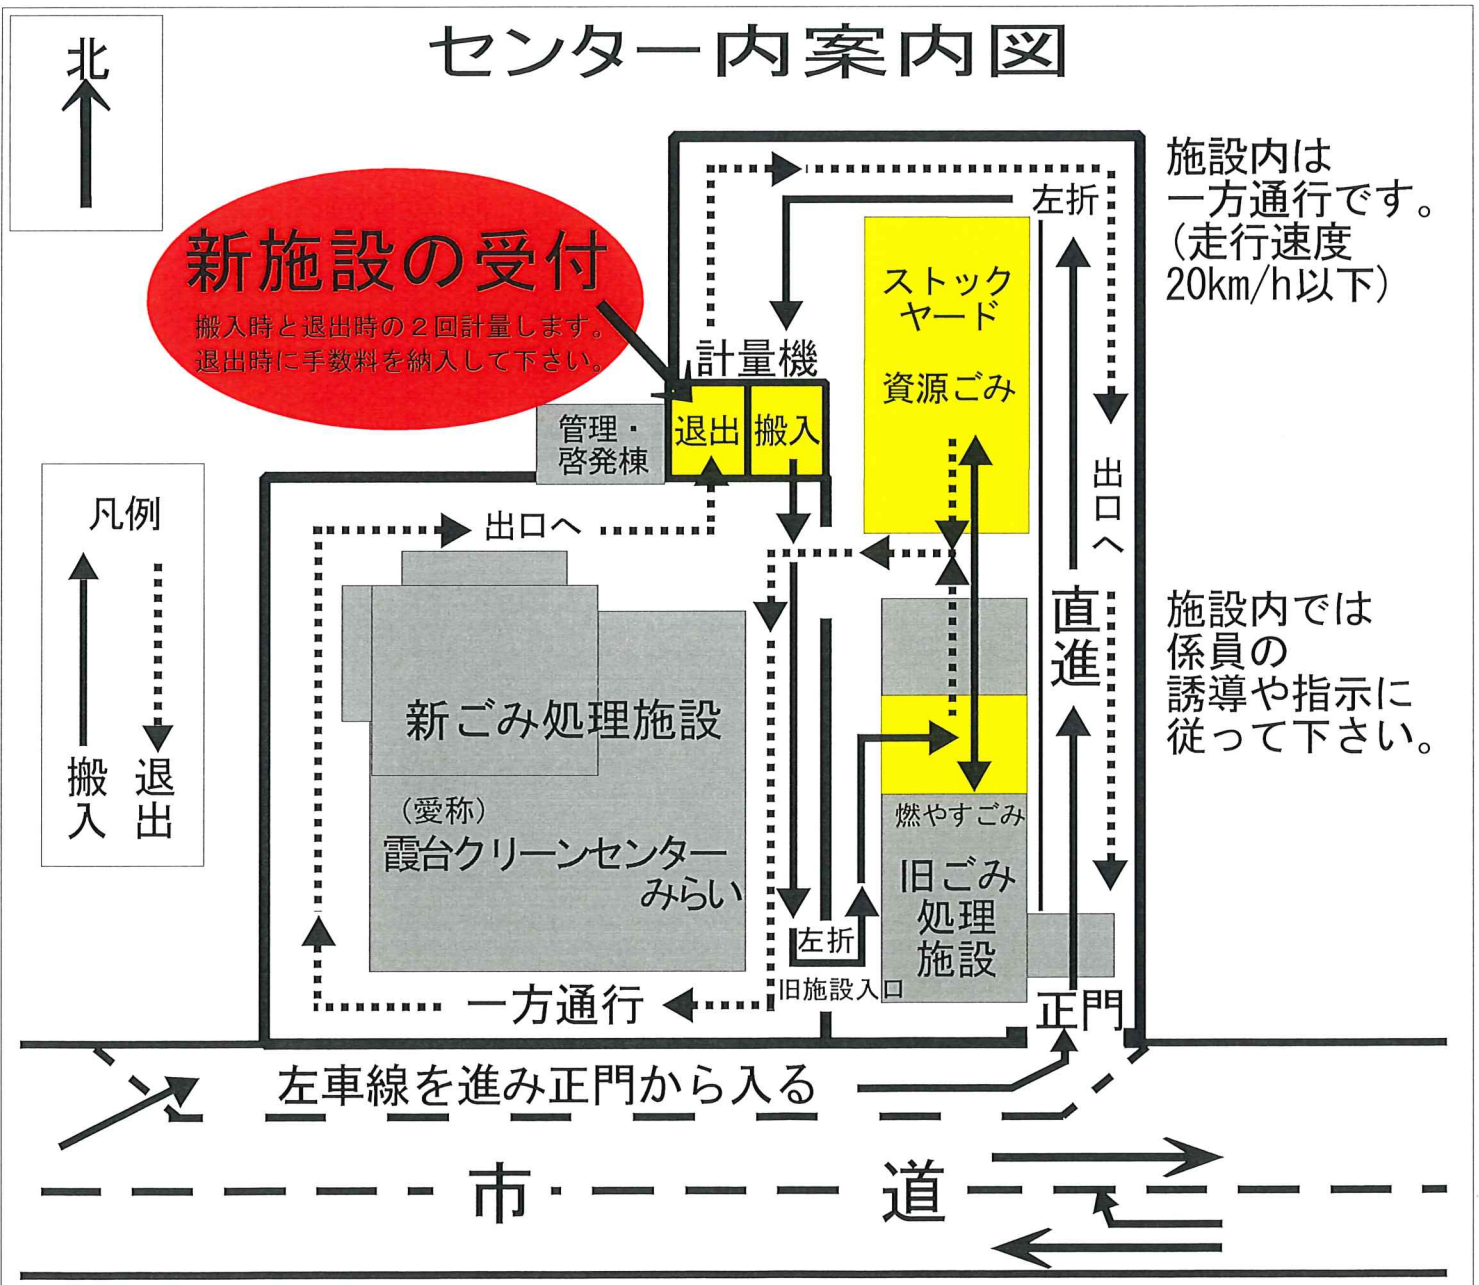 センター内案内図
北
施設内は
一方通行です。
(走行速度
20km/h以下)
左折
新施設の受付
搬入時と退出時の2回計量します。
退出時に手数料を納入して下さい。
ストック
ヤード
資源ごみ
計量機
退出
搬入
管理・
啓発棟
出口へ
凡例
搬入
退出
出口へ
直進
施設内では
係員の
誘導や指示に
従って下さい。
新ごみ処理施設
(愛称)
霞台クリーンセンター
みらい
燃やすごみ
旧ごみ
処理
施設
左折
旧施設入口
一方通行
正門
左車線を進み正門から入る
市道